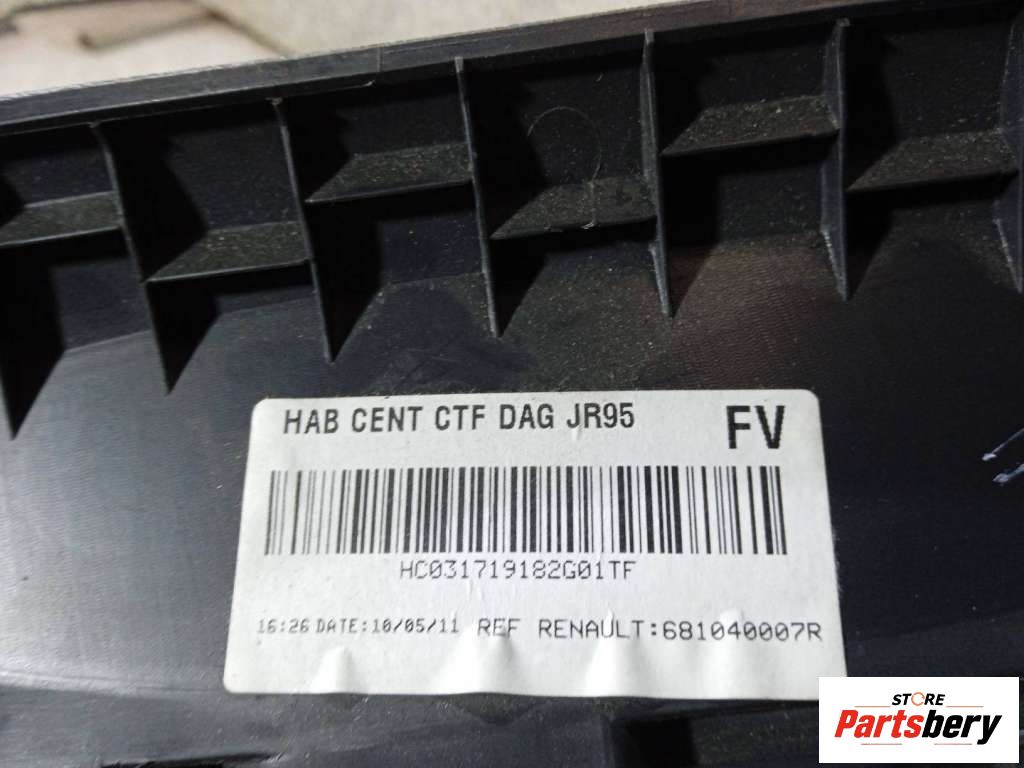 HAB CENT CTF DAG JR95
FV
HC031719182G01TF
16:26 DATE:10/05/11 REF RENAULT:681040007R
STORE
Partsbery